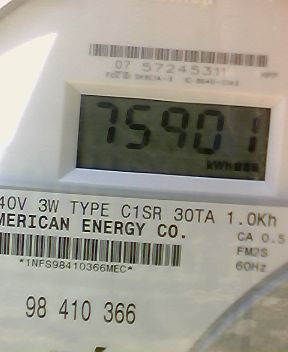 07 57245311
75901
kWh
40V 3W TYPE C1SR 30TA 1.0Kh
MERICAN ENERGY CO.
CA 0.5
FM2S
60Hz
*1NFS98410366MEC*
98 410 366